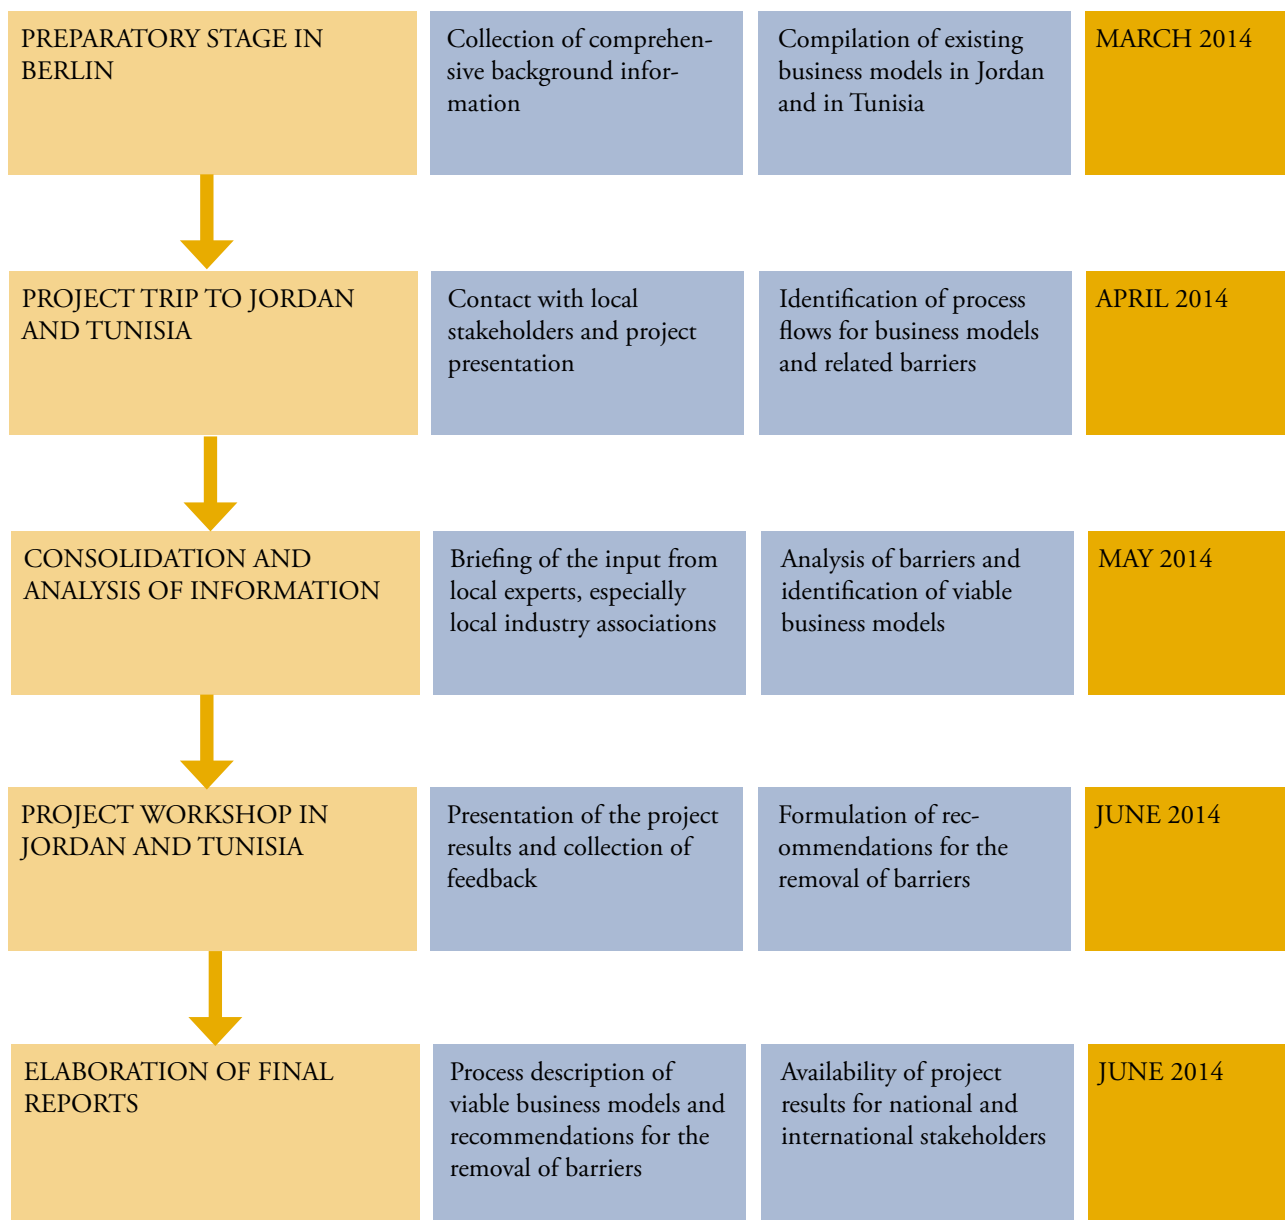 PREPARATORY STAGE IN
BERLIN
Collection of comprehen-
sive background infor-
mation
Compilation of existing
business models in Jordan
and in Tunisia
MARCH 2014
PROJECT TRIP TO JORDAN
AND TUNISIA
Contact with local
stakeholders and project
presentation
Identification of process
flows for business models
and related barriers
APRIL 2014
CONSOLIDATION AND
ANALYSIS OF INFORMATION
Briefing of the input from
local experts, especially
local industry associations
Analysis of barriers and
identification of viable
business models
MAY 2014
PROJECT WORKSHOP IN
JORDAN AND TUNISIA
Presentation of the project
results and collection of
feedback
Formulation of rec-
ommendations for the
removal of barriers
JUNE 2014
ELABORATION OF FINAL
REPORTS
Process description of
viable business models and
recommendations for the
removal of barriers
Availability of project
results for national and
international stakeholders
JUNE 2014